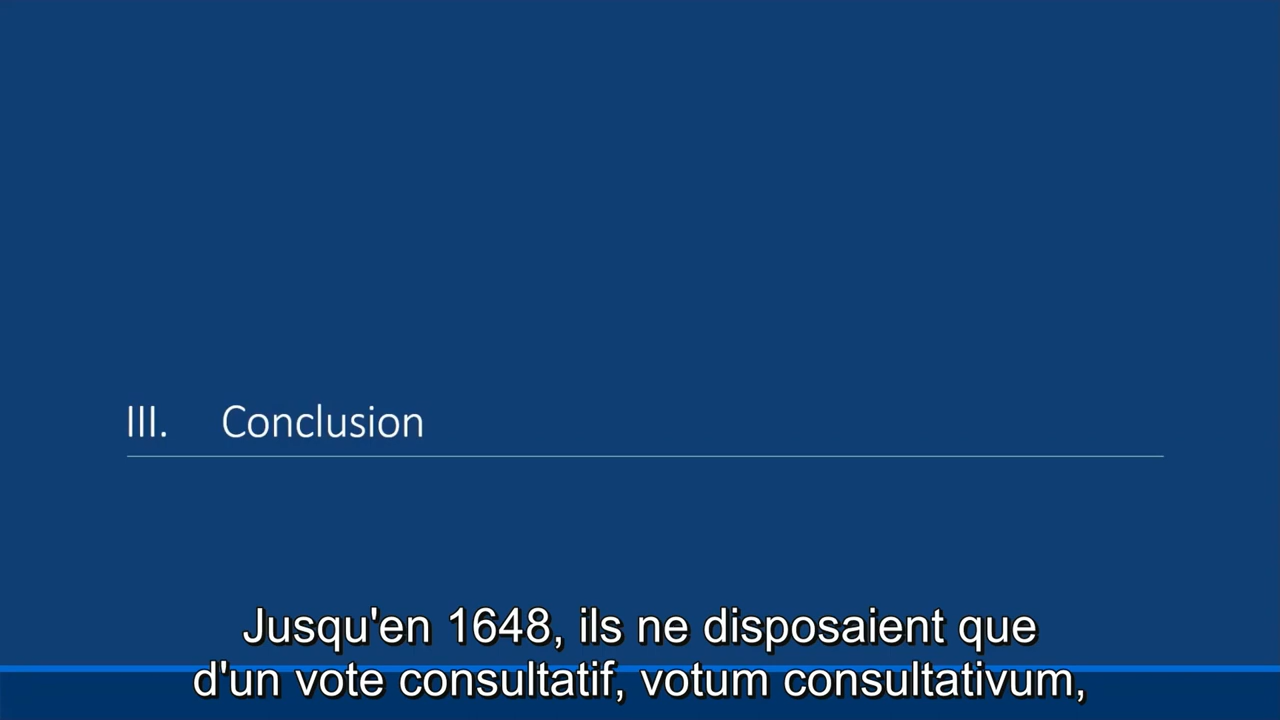 III. Conclusion
Jusqu'en 1648, ils ne disposaient que
d'un vote consultatif, votum consultativum,